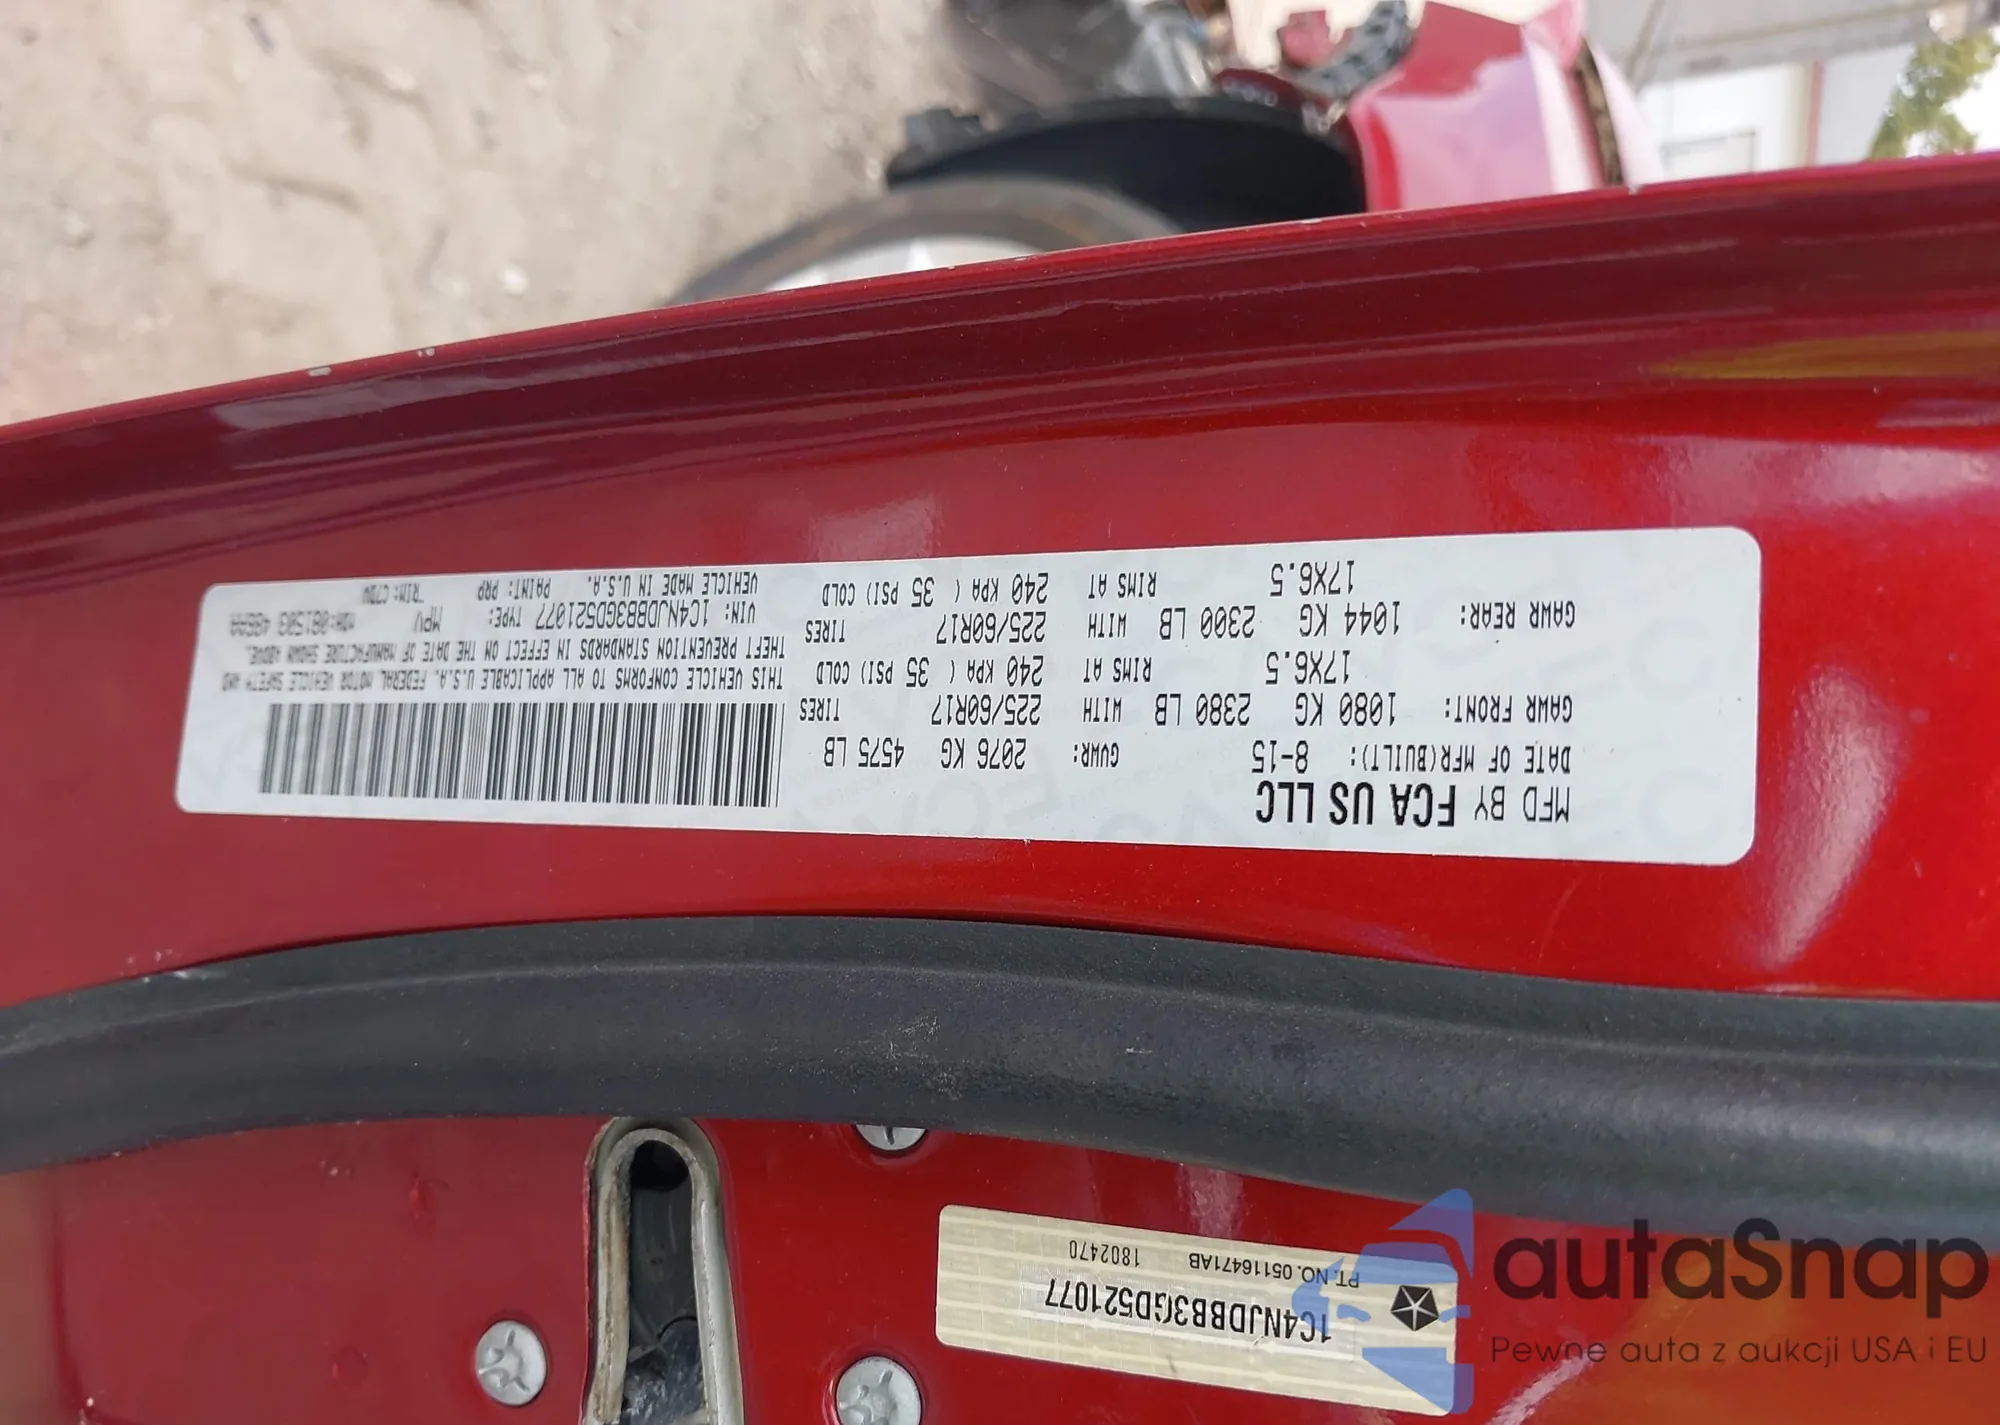 MFD BY FCA US LLC
DATE OF MFR(BUILT): 8-15
GVWR: 2076 KG 4575 LB
GAWR FRONT: 1080 KG 2380 LB WITH 225/60R17 TIRES
17X6.5 RIMS AT 240 KPA ( 35 PSI) COLD
GAWR REAR: 1044 KG 2300 LB WITH 225/60R17 TIRES
17X6.5 RIMS AT 240 KPA ( 35 PSI) COLD
THIS VEHICLE CONFORMS TO ALL APPLICABLE U.S.A. FEDERAL MOTOR VEHICLE SAFETY AND
THEFT PREVENTION STANDARDS IN EFFECT ON THE DATE OF MANUFACTURE SHOWN ABOVE.
VIN: 1C4NJDBB3GD521077 TYPE: MPV MDH:081503 486AA
VEHICLE MADE IN U.S.A. PAINT: PRP
1C4NJDBB3GD521077
PT. NO. 05116471AB 1802470
autaSnap
Pewne auta z aukcji USA i EU